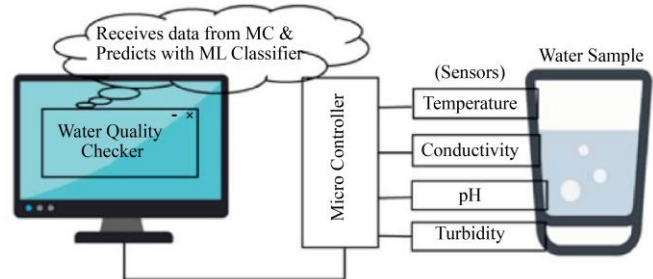 Receives data from MC &
Predicts with ML Classifier
Water Quality
Checker
- ×
Micro Controller
(Sensors)
Temperature
Conductivity
pH
Turbidity
Water Sample